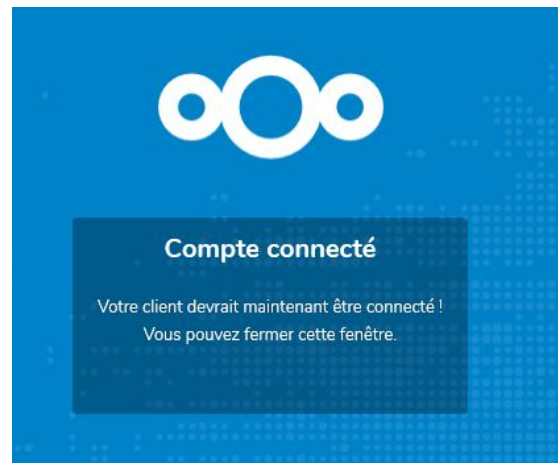 Compte connecté
Votre client devrait maintenant être connecté !
Vous pouvez fermer cette fenêtre.